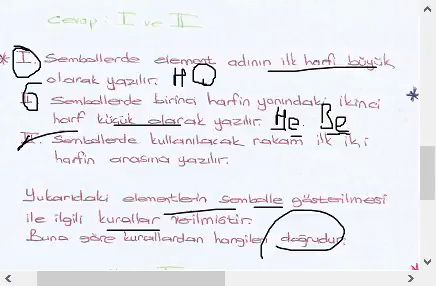 Cevap: I ve II
* I. Sembollerde element adının ilk harfi büyük
olarak yazılır. H O
II Sembollerde birinci harfin yanındaki ikinci *
harf küçük olarak yazılır. He Be
III. Sembollerde kullanılacak rakam ilk iki
harfin arasına yazılır.
Yukarıdaki elementlerin sembolle gösterilmesi
ile ilgili kurallar verilmiştir.
Buna göre kurallardan hangileri doğrudur.